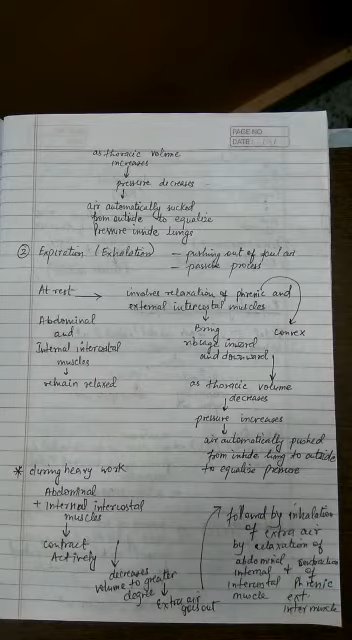 PAGE NO
DATE
as thoracic volume
increases
pressure decreases
air automatically sucked
from outside to equalise
pressure inside lungs
② Expiration (Exhalation) – pushing out of foul air
– passive process
At rest → involves relaxation of phrenic and
external intercostal muscles
Abdominal
and
Internal intercostal
muscles
remain relaxed
Bring
ribcage inward
and downward
Convex
as thoracic volume
decreases
pressure increases
air automatically pushed
from inside lung to outside
to equalize
* during heavy work
Abdominal
+ Internal intercostal
muscles
Contract
Actively
decreases
volume to greater
degree
Extra air
goes out
followed by inhalation
of extra air
by relaxation of
abdominal +
internal
intercostal
muscle
contraction
of
Phrenic
ext
inter muscle